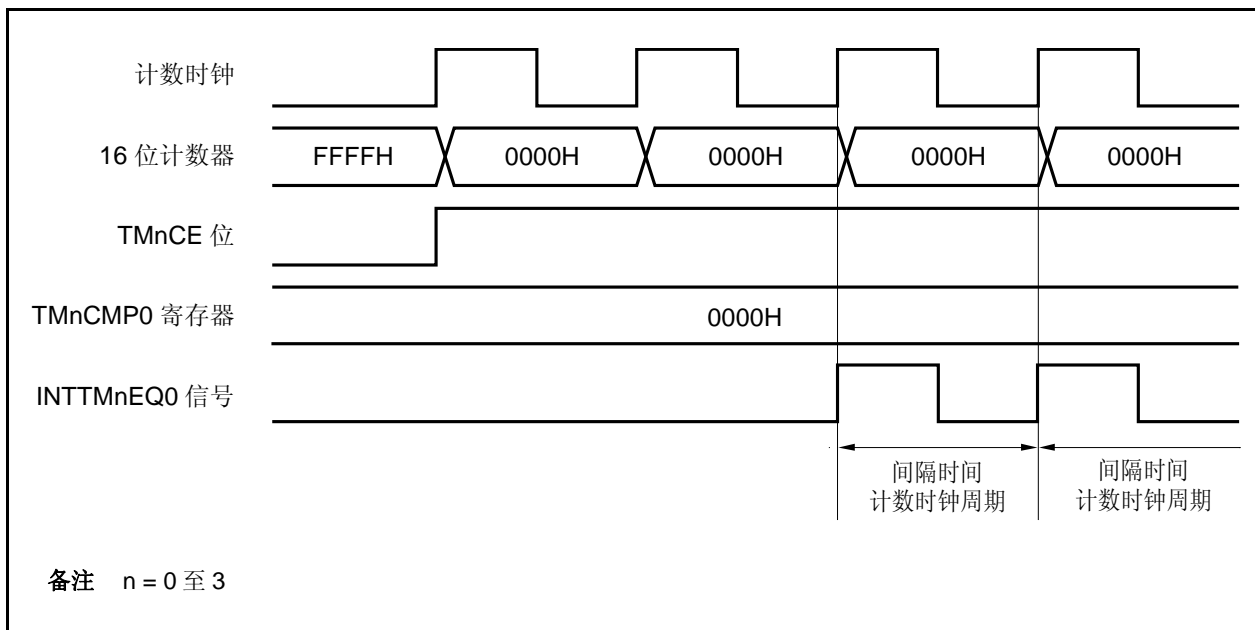 计数时钟
16 位计数器 FFFFH 0000H 0000H 0000H 0000H
TMnCE 位
TMnCMP0 寄存器 0000H
INTTMnEQ0 信号
间隔时间 间隔时间
计数时钟周期 计数时钟周期
备注 n = 0 至 3